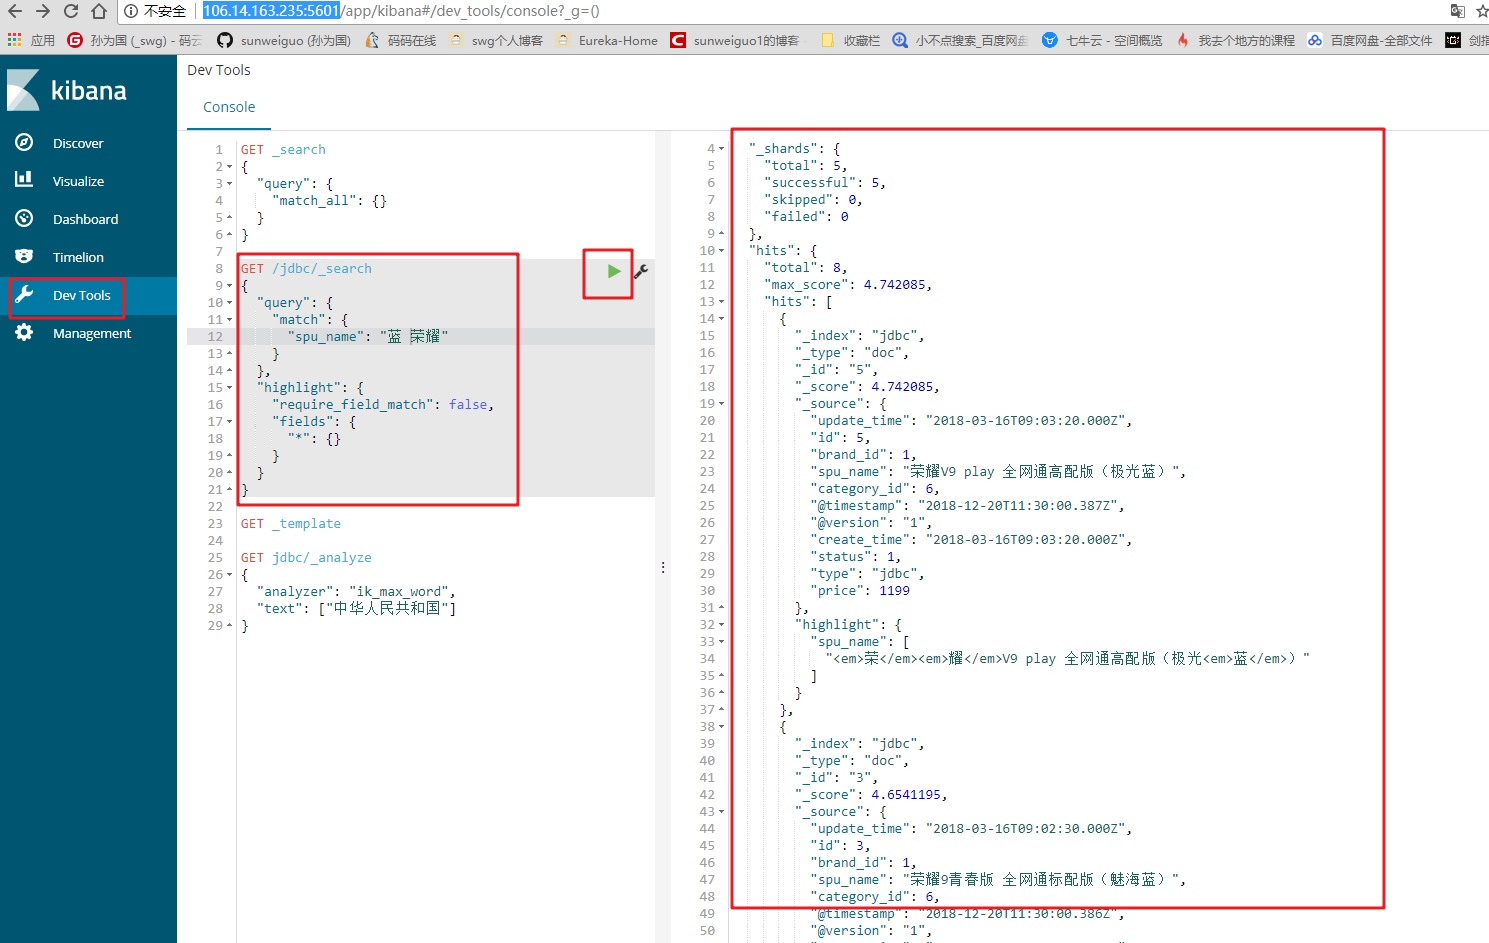 不安全 106.14.163.235:5601/app/kibana#/dev_tools/console?_g=()
应用 孙为国 (_swg) - 码云 sunweiguo (孙为国) 码码在线 swg个人博客 Eureka-Home sunweiguo1的博客 收藏栏 小不点搜索_百度网盘 七牛云 - 空间概览 我去个地方的课程 百度网盘-全部文件 剑指
kibana
Discover
Visualize
Dashboard
Timelion
Dev Tools
Management
Dev Tools
Console
1 GET _search
2 {
3 "query": {
4 "match_all": {}
5 }
6 }
7
8 GET /jdbc/_search
9 {
10 "query": {
11 "match": {
12 "spu_name": "蓝 荣耀"
13 }
14 },
15 "highlight": {
16 "require_field_match": false,
17 "fields": {
18 "*": {}
19 }
20 }
21 }
22
23 GET _template
24
25 GET jdbc/_analyze
26 {
27 "analyzer": "ik_max_word",
28 "text": ["中华人民共和国"]
29 }
4 "_shards": {
5 "total": 5,
6 "successful": 5,
7 "skipped": 0,
8 "failed": 0
9 },
10 "hits": {
11 "total": 8,
12 "max_score": 4.742085,
13 "hits": [
14 {
15 "_index": "jdbc",
16 "_type": "doc",
17 "_id": "5",
18 "_score": 4.742085,
19 "_source": {
20 "update_time": "2018-03-16T09:03:20.000Z",
21 "id": 5,
22 "brand_id": 1,
23 "spu_name": "荣耀V9 play 全网通高配版（极光蓝）",
24 "category_id": 6,
25 "@timestamp": "2018-12-20T11:30:00.387Z",
26 "@version": "1",
27 "create_time": "2018-03-16T09:03:20.000Z",
28 "status": 1,
29 "type": "jdbc",
30 "price": 1199
31 },
32 "highlight": {
33 "spu_name": [
34 "<em>荣</em><em>耀</em>V9 play 全网通高配版（极光<em>蓝</em>）"
35 ]
36 }
37 },
38 {
39 "_index": "jdbc",
40 "_type": "doc",
41 "_id": "3",
42 "_score": 4.6541195,
43 "_source": {
44 "update_time": "2018-03-16T09:02:30.000Z",
45 "id": 3,
46 "brand_id": 1,
47 "spu_name": "荣耀9青春版 全网通标配版（魅海蓝）",
48 "category_id": 6,
49 "@timestamp": "2018-12-20T11:30:00.386Z",
50 "@version": "1",